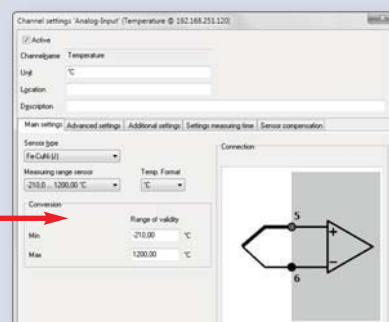 Channel settings 'Analog-Input' (Temperature @ 192.168.251.120)
Active
Channelname Temperature
Unit °C
Location
Description
Main settings Advanced settings Additional settings Settings measuring time Sensor compensation
Sensor type
Fe-CuNi (J)
Connection
Measuring range sensor Temp. Format
-210,0 ... 1200,00 °C °C
Conversion
Range of validity
Min -210,00 °C
Max 1200,00 °C
5
+
-
6